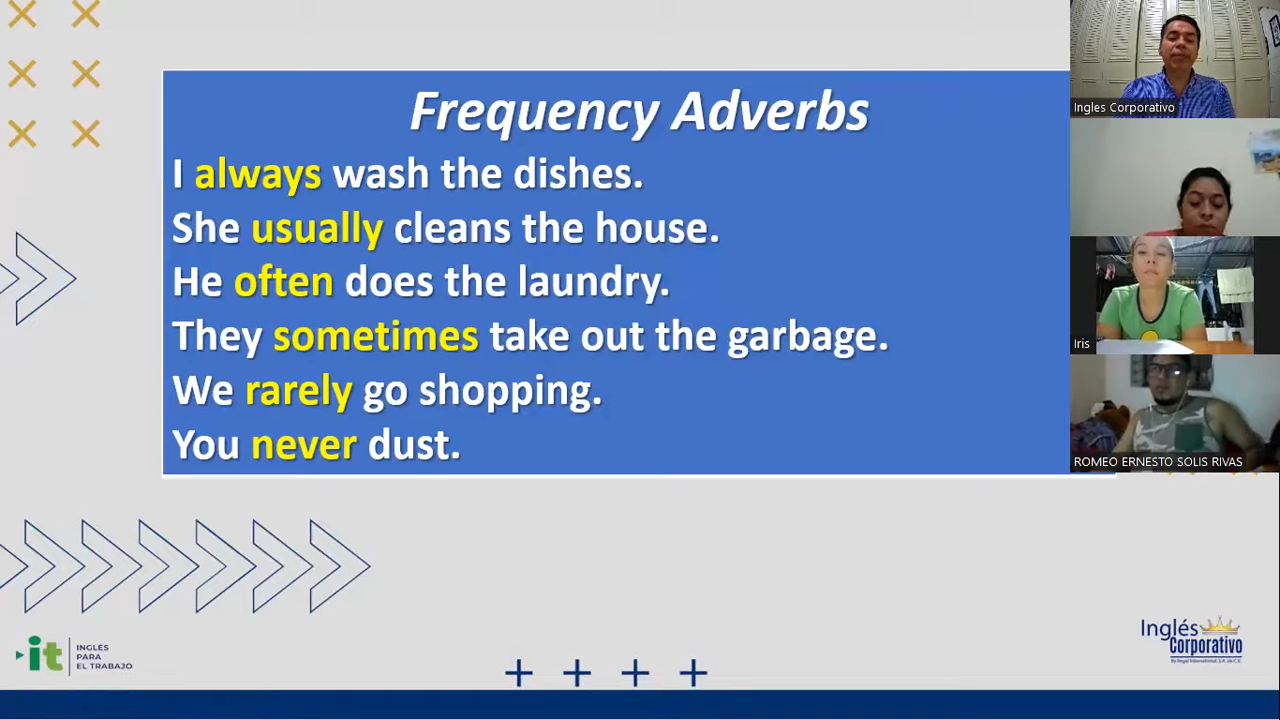 Frequency Adverbs
I always wash the dishes.
She usually cleans the house.
He often does the laundry.
They sometimes take out the garbage.
We rarely go shopping.
You never dust.
Ingles Corporativo
Iris
ROMEO ERNESTO SOLIS RIVAS
it
INGLÉS
PARA
EL TRABAJO
Inglés
Corporativo